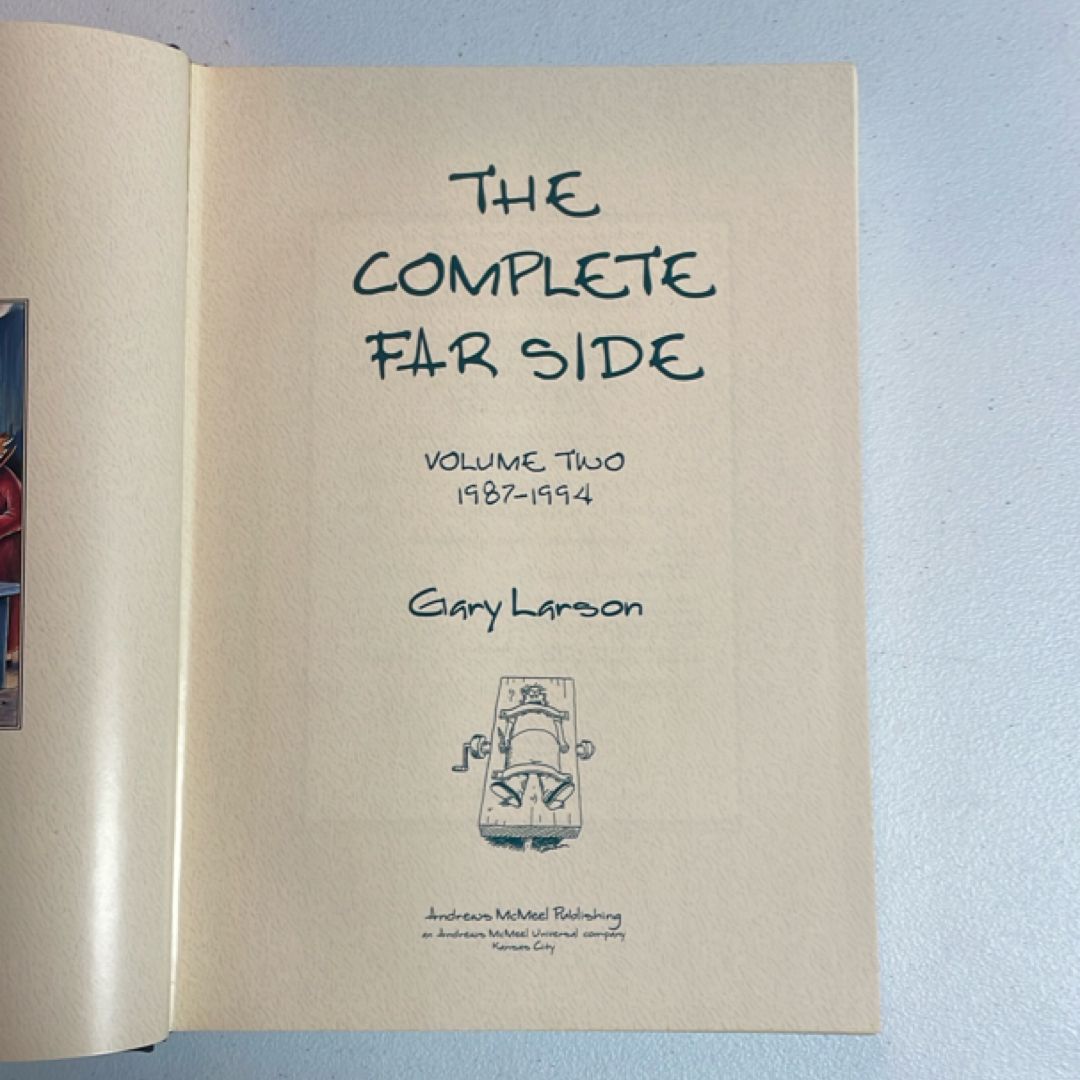 THE
COMPLETE
FAR SIDE
VOLUME TWO
1987-1994
Gary Larson
Andrews McMeel Publishing
an Andrews McMeel Universal company
Kansas City